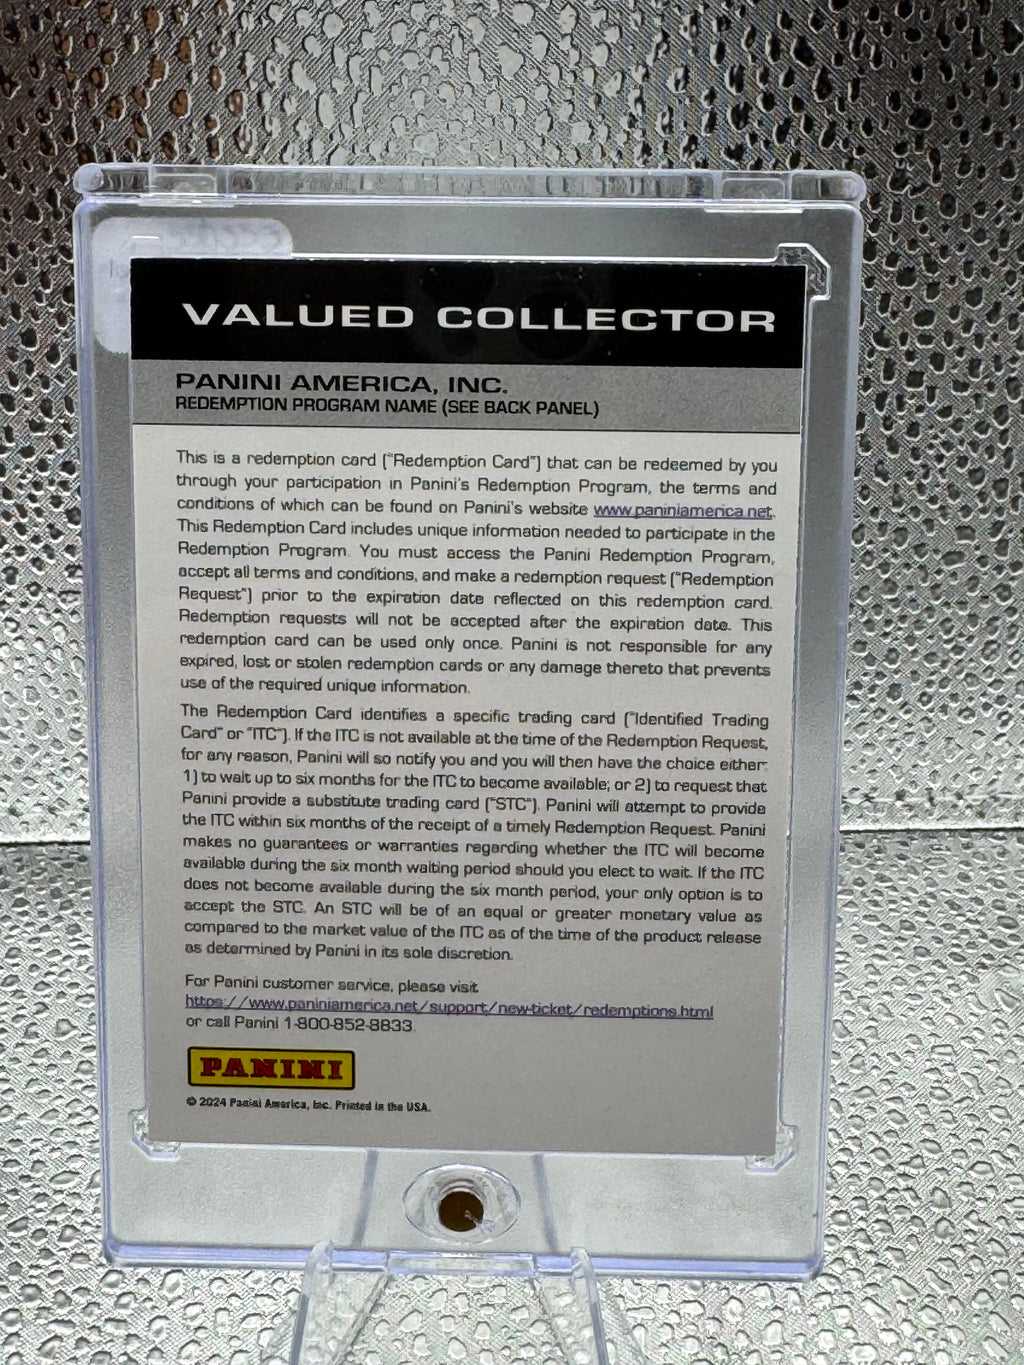 VALUED COLLECTOR
PANINI AMERICA, INC.
REDEMPTION PROGRAM NAME (SEE BACK PANEL)
This is a redemption card ("Redemption Card") that can be redeemed by you
through your participation in Panini's Redemption Program, the terms and
conditions of which can be found on Panini's website www.paniniamerica.net.
This Redemption Card includes unique information needed to participate in the
Redemption Program. You must access the Panini Redemption Program,
accept all terms and conditions, and make a redemption request ("Redemption
Request") prior to the expiration date reflected on this redemption card.
Redemption requests will not be accepted after the expiration date. This
redemption card can be used only once. Panini is not responsible for any
expired, lost or stolen redemption cards or any damage thereto that prevents
use of the required unique information.
The Redemption Card identifies a specific trading card ("Identified Trading
Card" or "ITC"). If the ITC is not available at the time of the Redemption Request,
for any reason, Panini will so notify you and you will then have the choice either:
1) to wait up to six months for the ITC to become available; or 2) to request that
Panini provide a substitute trading card ("STC"). Panini will attempt to provide
the ITC within six months of the receipt of a timely Redemption Request. Panini
makes no guarantees or warranties regarding whether the ITC will become
available during the six month waiting period should you elect to wait. If the ITC
does not become available during the six month period, your only option is to
accept the STC. An STC will be of an equal or greater monetary value as
compared to the market value of the ITC as of the time of the product release
as determined by Panini in its sole discretion.
For Panini customer service, please visit
https://www.paniniamerica.net/support/new-ticket/redemptions.html
or call Panini 1-800-852-8833.
PANINI
© 2024 Panini America, Inc. Printed in the USA.